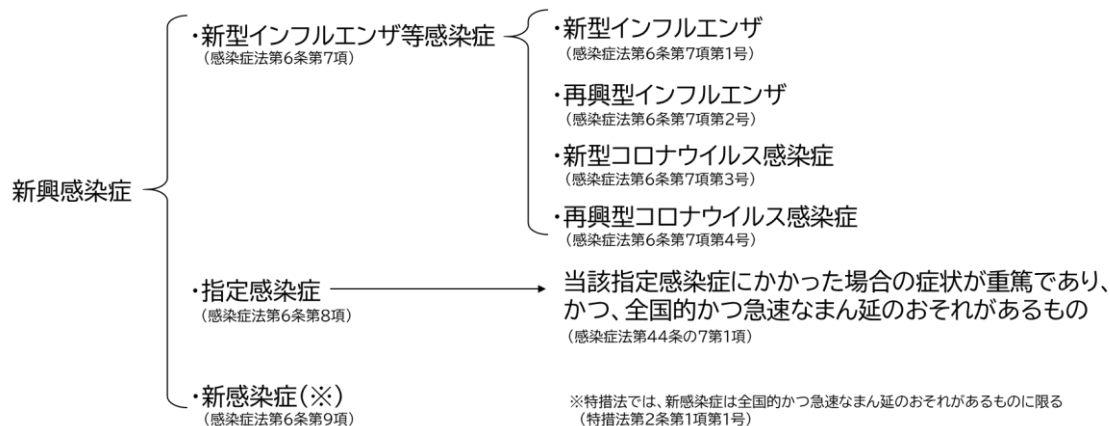 新興感染症
・新型インフルエンザ等感染症
(感染症法第6条第7項)
・新型インフルエンザ
(感染症法第6条第7項第1号)
・再興型インフルエンザ
(感染症法第6条第7項第2号)
・新型コロナウイルス感染症
(感染症法第6条第7項第3号)
・再興型コロナウイルス感染症
(感染症法第6条第7項第4号)
・指定感染症
(感染症法第6条第8項)
当該指定感染症にかかった場合の症状が重篤であり、
かつ、全国的かつ急速なまん延のおそれがあるもの
(感染症法第44条の7第1項)
・新感染症(※)
(感染症法第6条第9項)
※特措法では、新感染症は全国的かつ急速なまん延のおそれがあるものに限る
(特措法第2条第1項第1号)